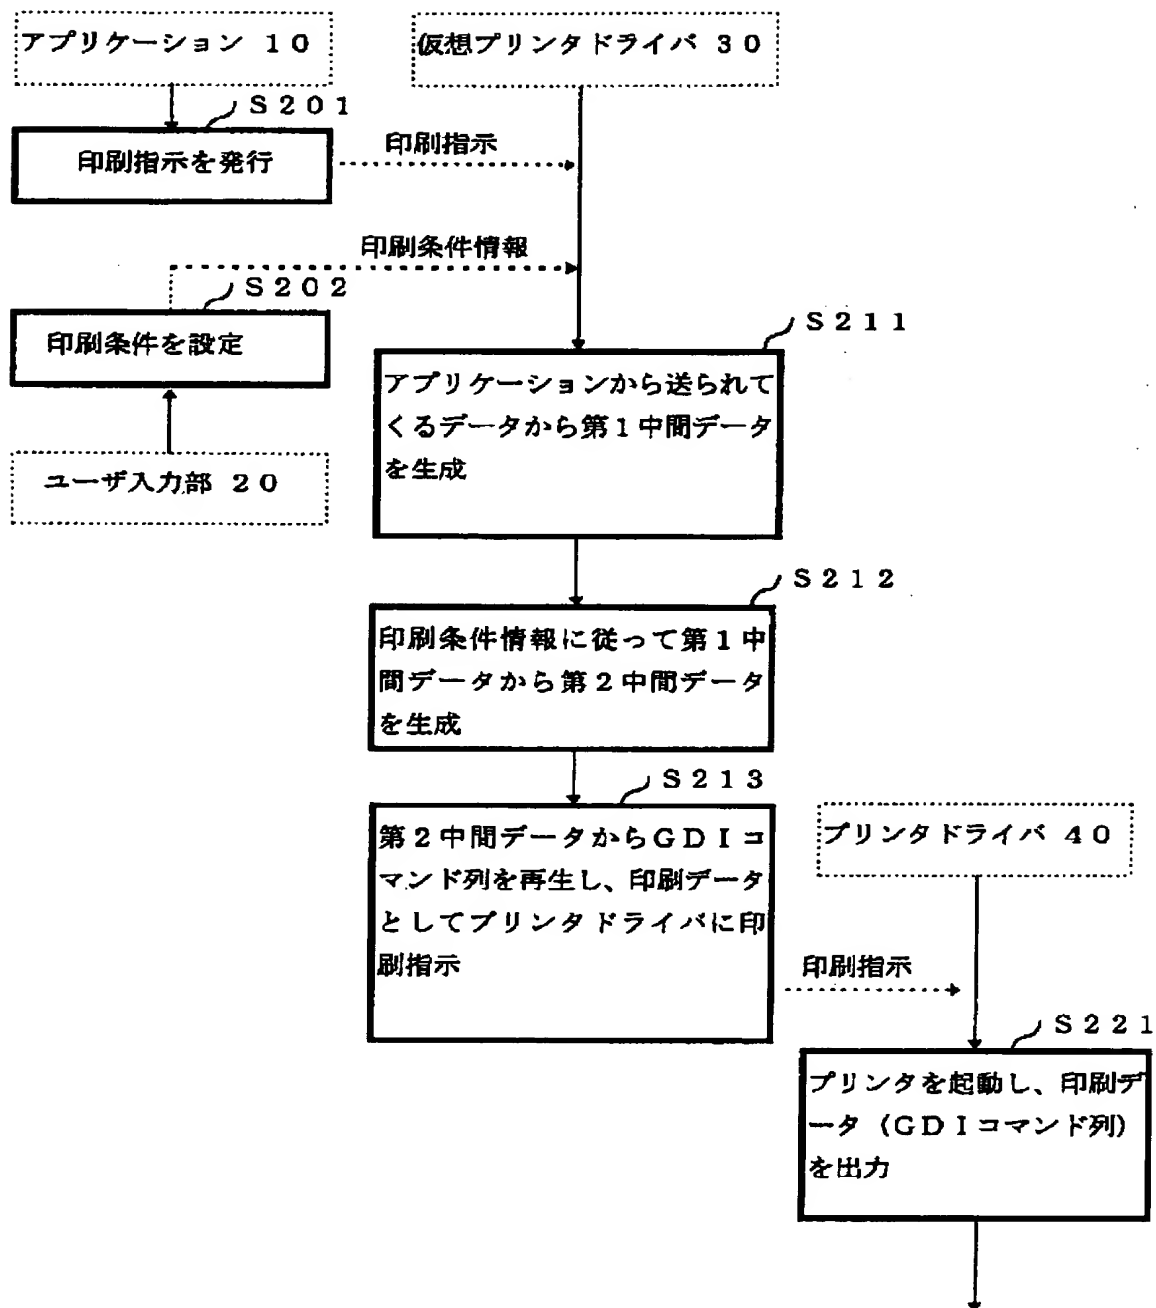 アプリケーション １０
仮想プリンタドライバ ３０
Ｓ２０１
印刷指示を発行
印刷指示
印刷条件情報
Ｓ２０２
印刷条件を設定
ユーザ入力部 ２０
Ｓ２１１
アプリケーションから送られて
くるデータから第１中間データ
を生成
Ｓ２１２
印刷条件情報に従って第１中
間データから第２中間データ
を生成
Ｓ２１３
第２中間データからＧＤＩコ
マンド列を再生し、印刷データ
としてプリンタドライバに印
刷指示
プリンタドライバ ４０
印刷指示
Ｓ２２１
プリンタを起動し、印刷デ
ータ（ＧＤＩコマンド列）
を出力